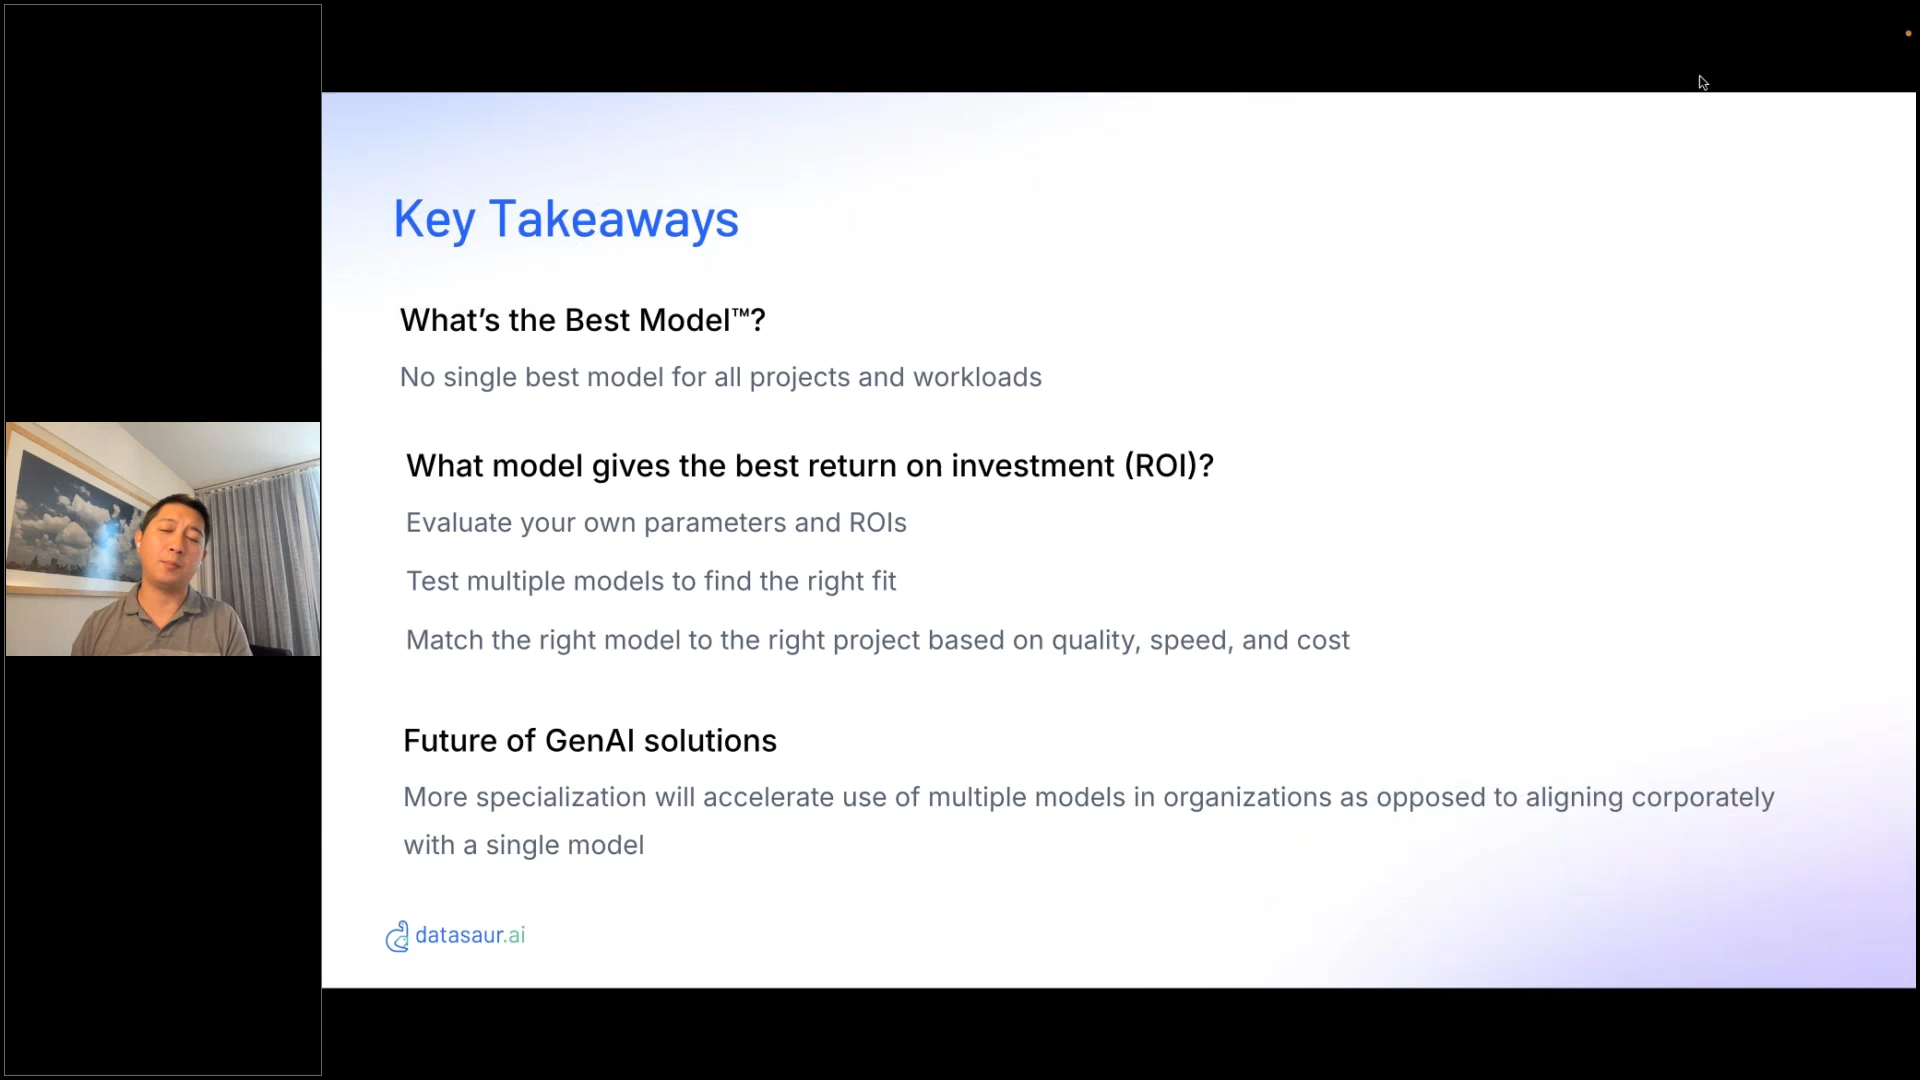 Key Takeaways
What’s the Best Model™?
No single best model for all projects and workloads
What model gives the best return on investment (ROI)?
Evaluate your own parameters and ROIs
Test multiple models to find the right fit
Match the right model to the right project based on quality, speed, and cost
Future of GenAI solutions
More specialization will accelerate use of multiple models in organizations as opposed to aligning corporately
with a single model
datasaur.ai